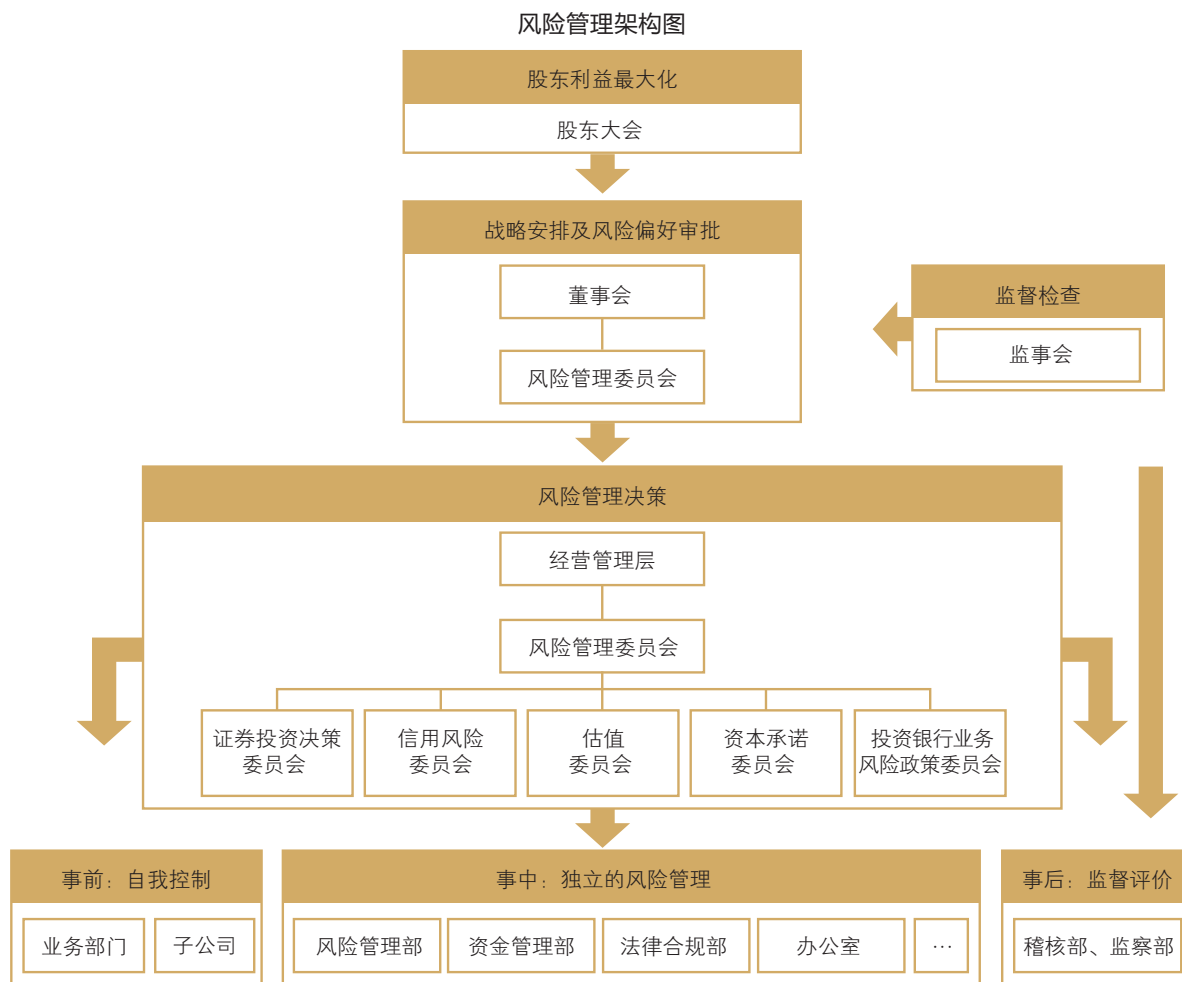 风险管理架构图
股东利益最大化
股东大会
战略安排及风险偏好审批
董事会
风险管理委员会
监督检查
监事会
风险管理决策
经营管理层
风险管理委员会
证券投资决策
委员会
信用风险
委员会
估值
委员会
资本承诺
委员会
投资银行业务
风险政策委员会
事前：自我控制
业务部门
子公司
事中：独立的风险管理
风险管理部
资金管理部
法律合规部
办公室
…
事后：监督评价
稽核部、监察部